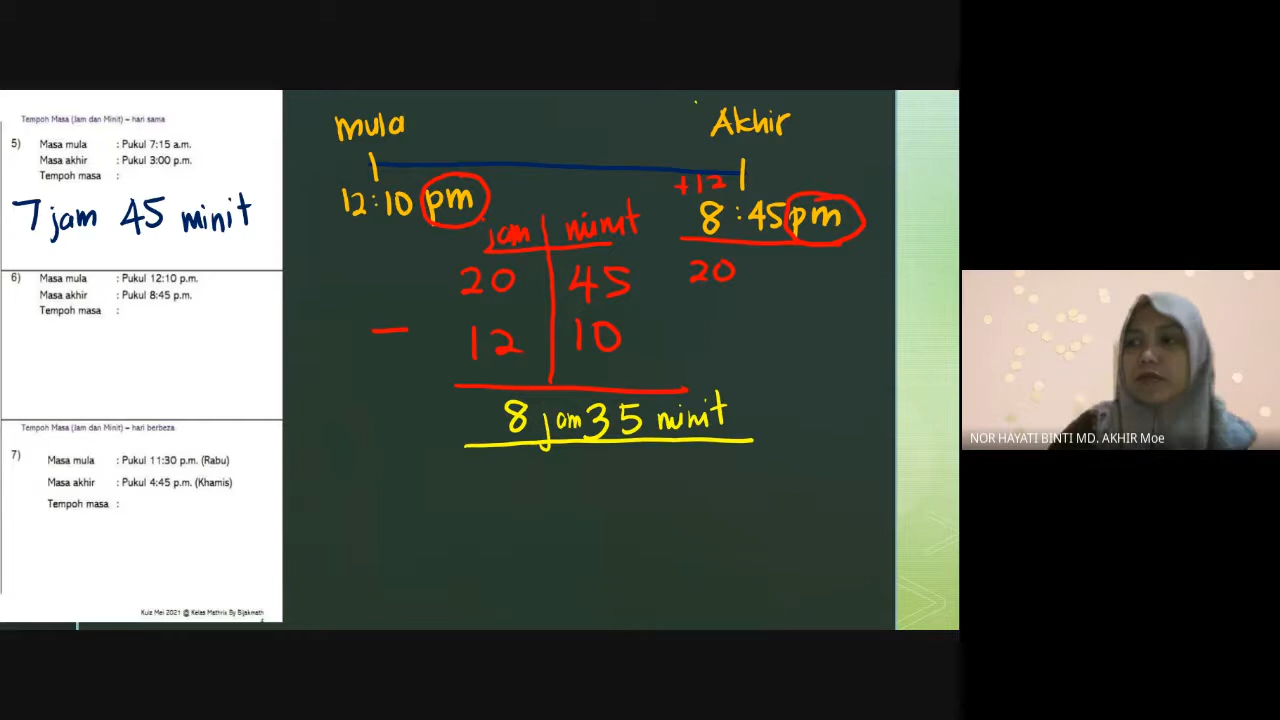 Tempoh Masa (Jam dan Minit) – hari sama
5) Masa mula : Pukul 7:15 a.m.
Masa akhir : Pukul 3:00 p.m.
Tempoh masa :
7 jam 45 minit
6) Masa mula : Pukul 12:10 p.m.
Masa akhir : Pukul 8:45 p.m.
Tempoh masa :
Tempoh Masa (Jam dan Minit) – hari berbeza
7) Masa mula : Pukul 11:30 p.m. (Rabu)
Masa akhir : Pukul 4:45 p.m. (Khamis)
Tempoh masa :
Kuiz Mei 2021 @ Kelas Mathrix By Bijakmath
mula Akhir
+12
12:10 pm 8:45 pm
jam minit
20 45 20
– 12 10
8 jam 35 minit
NOR HAYATI BINTI MD. AKHIR Moe